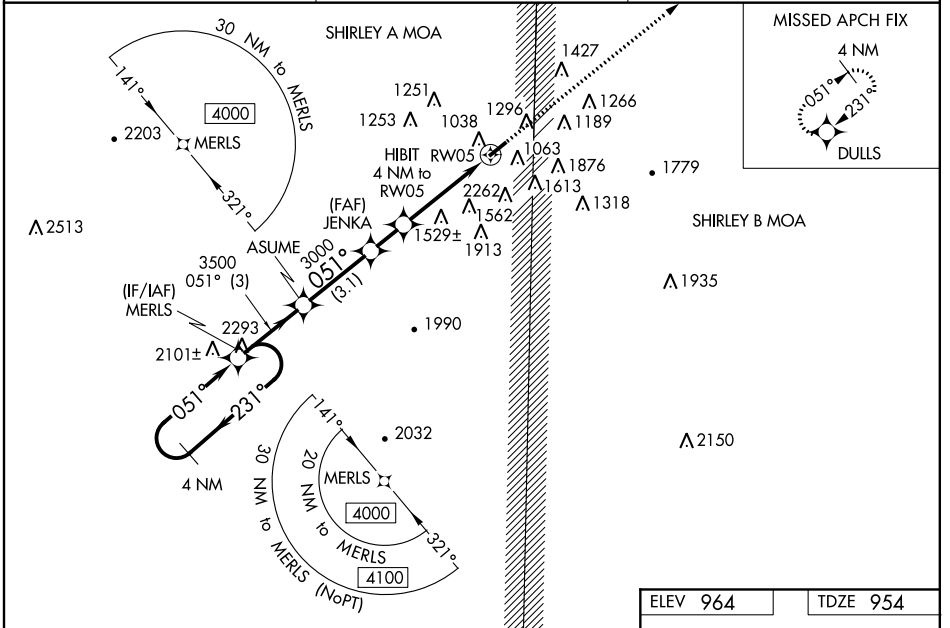 30 NM to MERLS
141°
4000
MERLS
321°
2203
2513
SHIRLEY A MOA
1427
1251
1253
1296
1266
1038
1189
HIBIT
4 NM to
RW05
RW05
1063
1876
1779
2262
1613
1562
1318
1529±
1913
(FAF)
JENKA
ASUME
3000
051°
(3.1)
3500
051° (3)
(IF/IAF)
MERLS
2293
2101±
051°
231°
4 NM
1990
SHIRLEY B MOA
1935
2150
2032
141°
MERLS
20 NM to MERLS
4000
321°
30 NM to MERLS (NoPT)
4100
MISSED APCH FIX
4 NM
051°
231°
DULLS
ELEV 964
TDZE 954